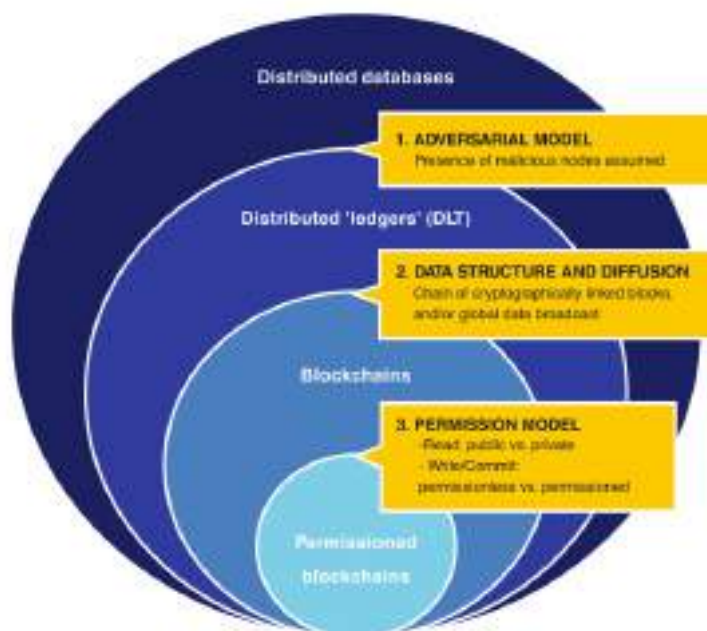 Distributed databases
1. ADVERSARIAL MODEL
Presence of malicious nodes assumed
Distributed 'ledgers' (DLT)
2. DATA STRUCTURE AND DIFFUSION
Chain of cryptographically linked blocks,
and/or global data broadcast
Blockchains
3. PERMISSION MODEL
-Read: public vs. private
- Write/Commit:
permissionless vs. permissioned
Permissioned
blockchains